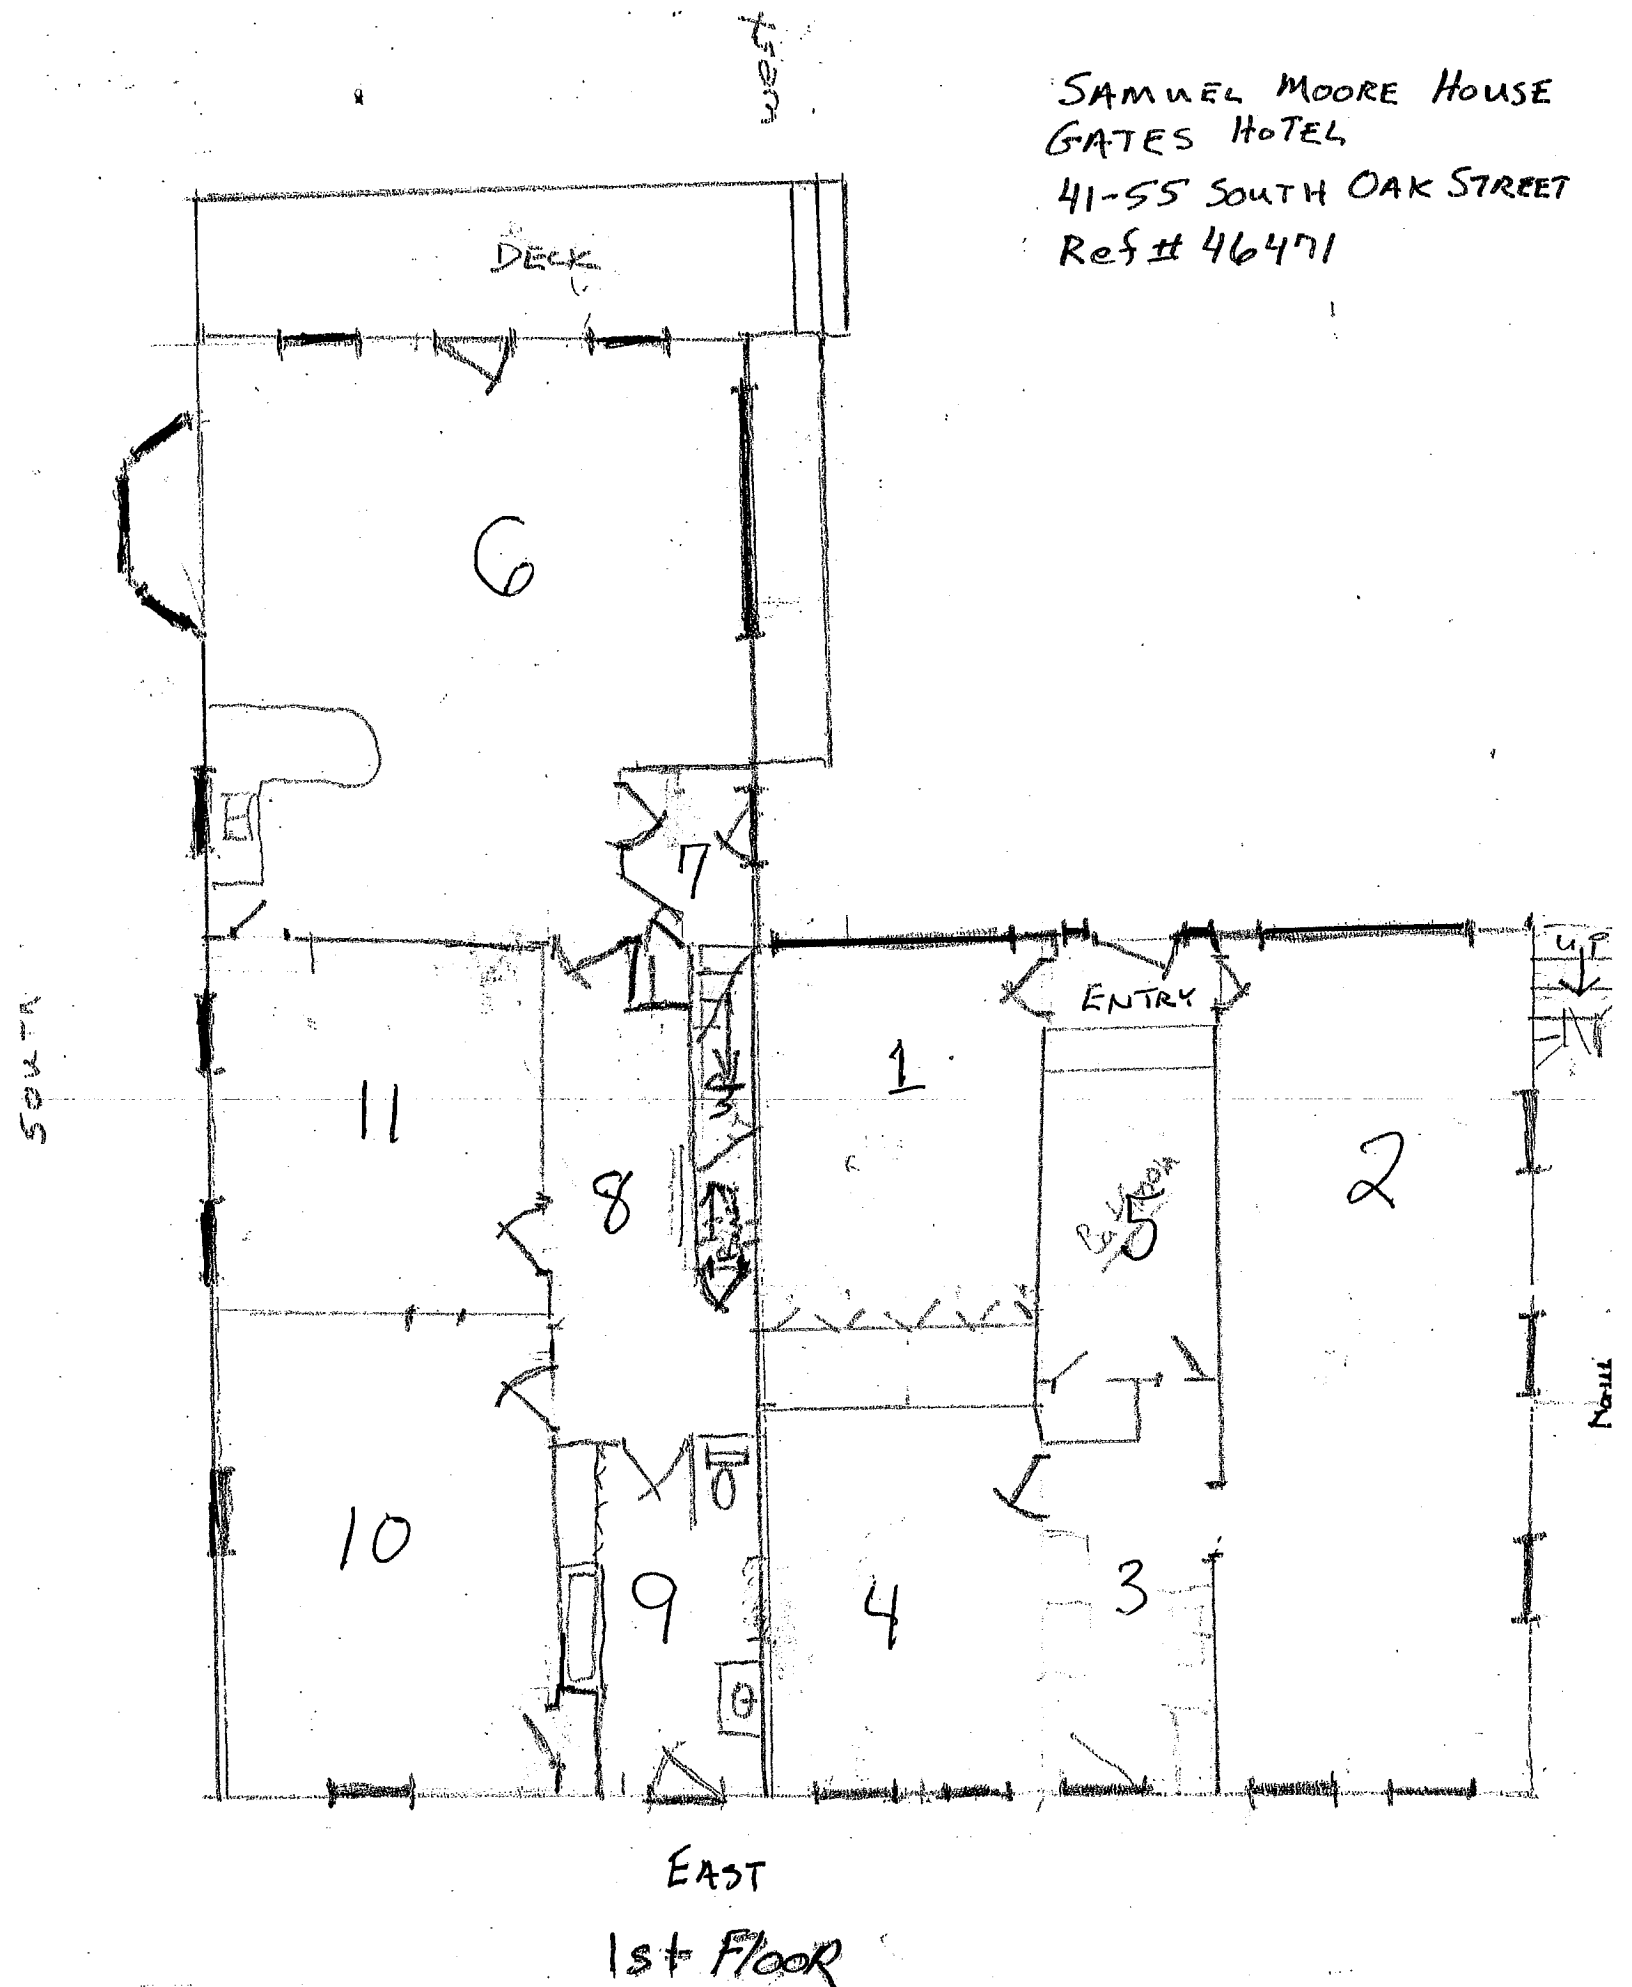 West
SAMUEL MOORE HOUSE
GATES HOTEL
41-55 SOUTH OAK STREET
Ref # 46471
DECK
6
7
UP
ENTRY
SOUTH
11
1
8
5
2
10
9
4
3
EAST
1st FlooR